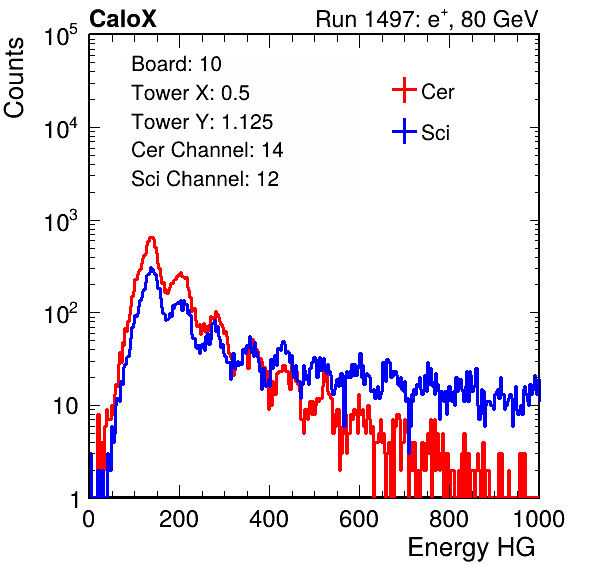 CaloX Run 1497: e⁺, 80 GeV
Counts
10⁵
10⁴
10³
10²
10
1
Board: 10
Tower X: 0.5
Tower Y: 1.125
Cer Channel: 14
Sci Channel: 12
Cer
Sci
0 200 400 600 800 1000
Energy HG